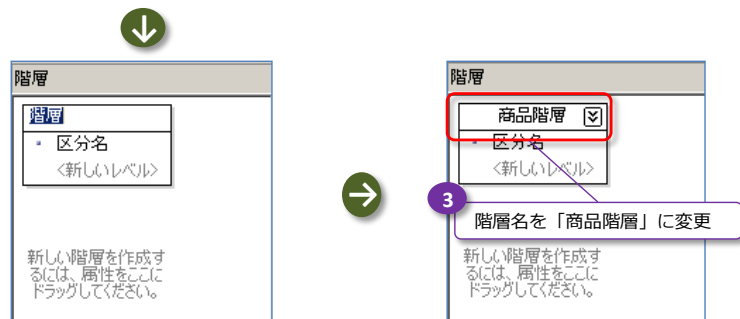 階層
階層
区分名
<新しいレベル>
新しい階層を作成す
るには、属性をここに
ドラッグしてください。
階層
商品階層
区分名
<新しいレベル>
3
階層名を「商品階層」に変更
新しい階層を作成す
るには、属性をここに
ドラッグしてください。